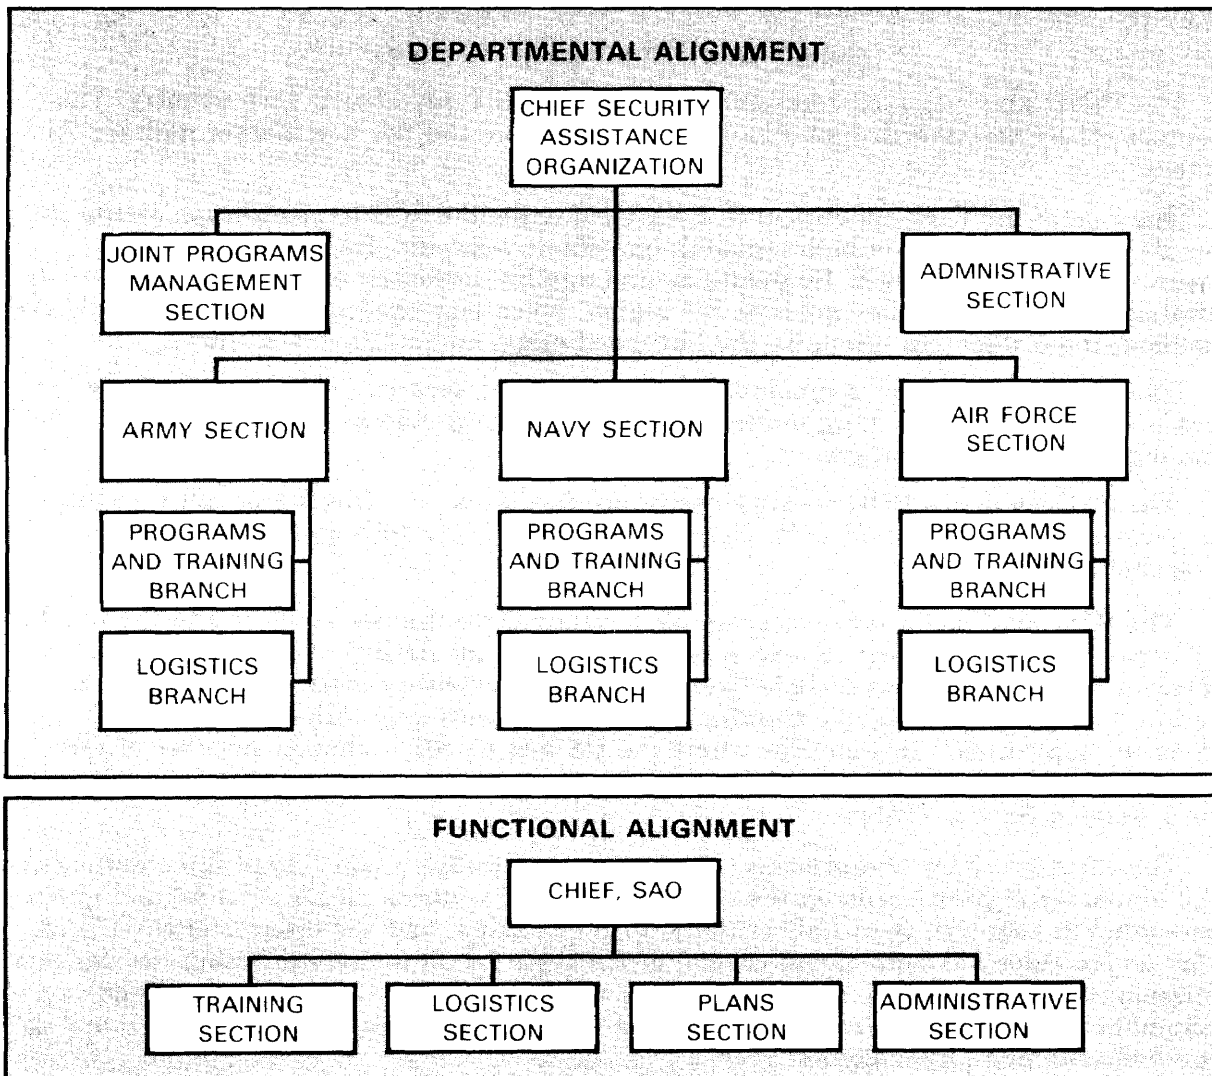 DEPARTMENTAL ALIGNMENT
CHIEF SECURITY
ASSISTANCE
ORGANIZATION
JOINT PROGRAMS
MANAGEMENT
SECTION
ADMNISTRATIVE
SECTION
ARMY SECTION
NAVY SECTION
AIR FORCE
SECTION
PROGRAMS
AND TRAINING
BRANCH
PROGRAMS
AND TRAINING
BRANCH
PROGRAMS
AND TRAINING
BRANCH
LOGISTICS
BRANCH
LOGISTICS
BRANCH
LOGISTICS
BRANCH
FUNCTIONAL ALIGNMENT
CHIEF, SAO
TRAINING
SECTION
LOGISTICS
SECTION
PLANS
SECTION
ADMINISTRATIVE
SECTION